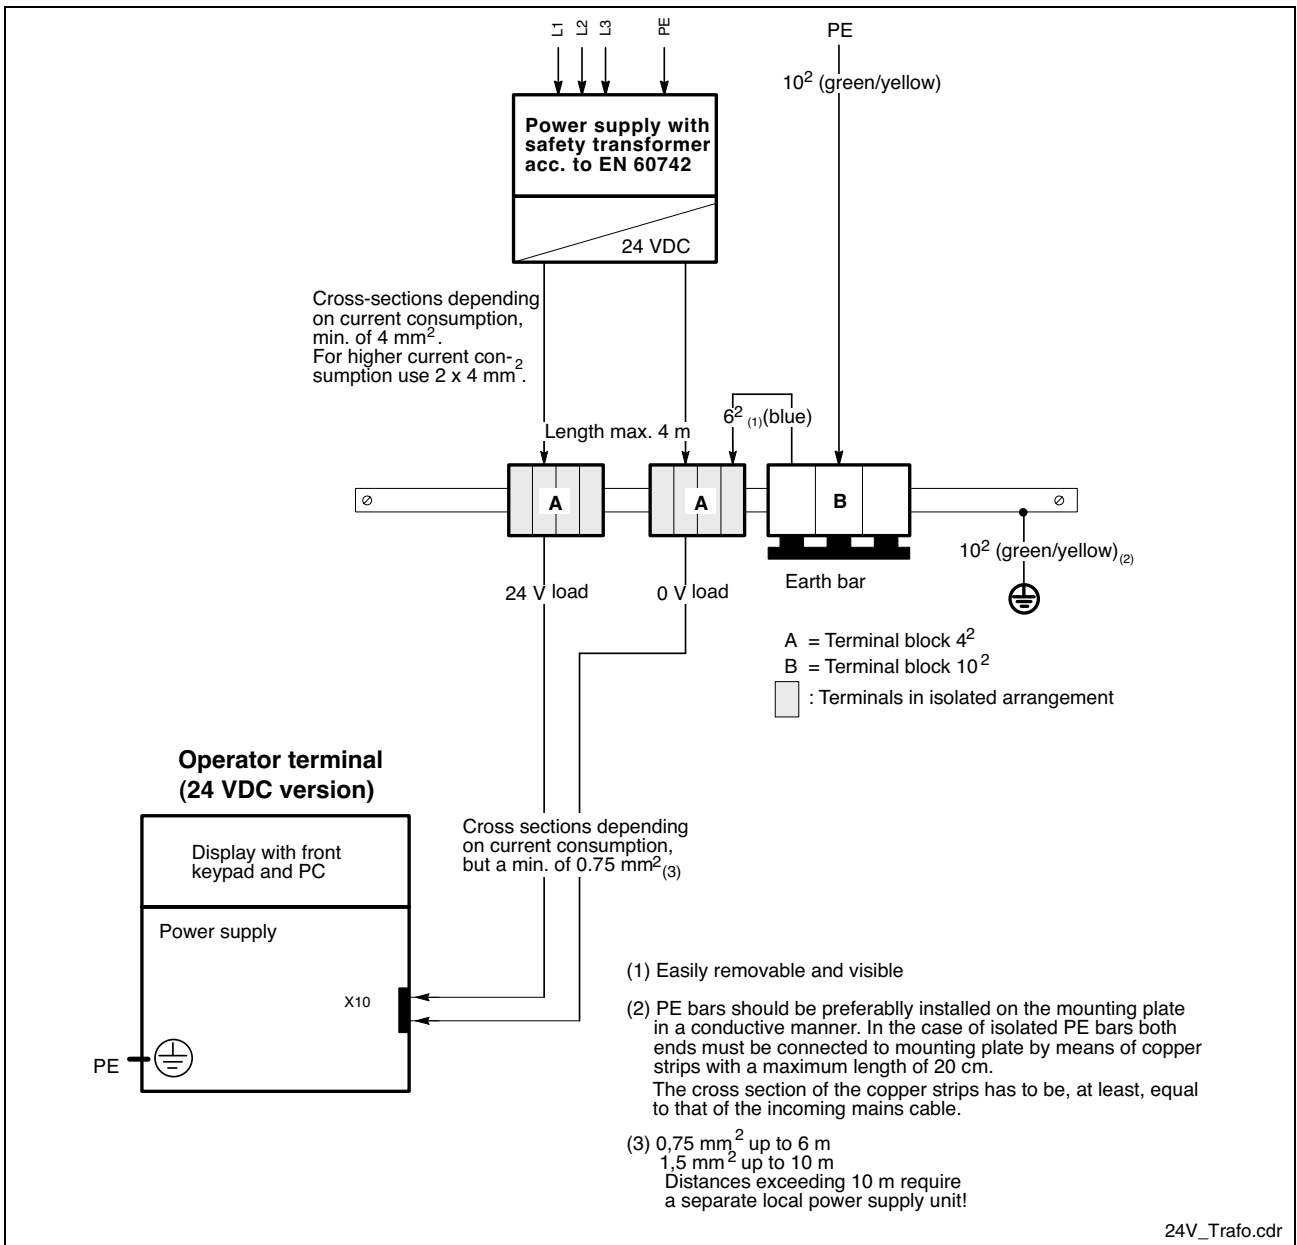 L1
L2
L3
PE
PE
10² (green/yellow)
Power supply with
safety transformer
acc. to EN 60742
24 VDC
Cross-sections depending
on current consumption,
min. of 4 mm².
For higher current con-
sumption use 2 x 4 mm².
6² (1)(blue)
Length max. 4 m
A
A
B
10² (green/yellow)(2)
Earth bar
24 V load
0 V load
A = Terminal block 4²
B = Terminal block 10²
: Terminals in isolated arrangement
Operator terminal
(24 VDC version)
Display with front
keypad and PC
Cross sections depending
on current consumption,
but a min. of 0.75 mm²(3)
Power supply
X10
PE
(1) Easily removable and visible
(2) PE bars should be preferablly installed on the mounting plate
in a conductive manner. In the case of isolated PE bars both
ends must be connected to mounting plate by means of copper
strips with a maximum length of 20 cm.
The cross section of the copper strips has to be, at least, equal
to that of the incoming mains cable.
(3) 0,75 mm² up to 6 m
1,5 mm² up to 10 m
Distances exceeding 10 m require
a separate local power supply unit!
24V_Trafo.cdr